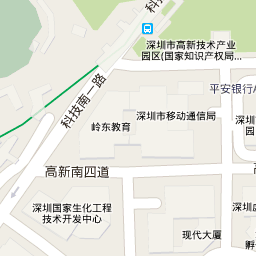 深圳市高新技术产业
园区(国家知识产权局...
科技南一路
平安银行
深圳市移动通信局
岭东教育
深圳市
高新南四道
深圳国家生化工程
技术开发中心
深圳
现代大厦
孵